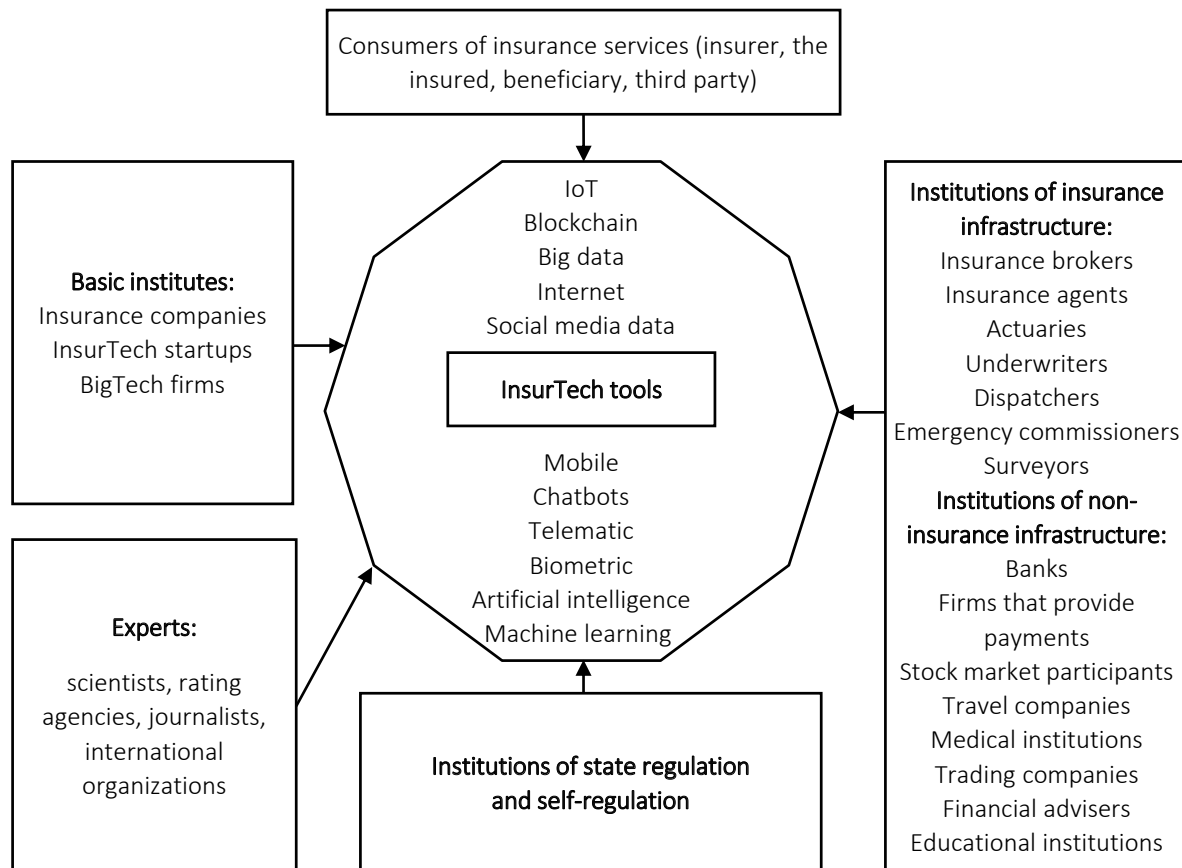 Consumers of insurance services (insurer, the
insured, beneficiary, third party)
Basic institutes:
Insurance companies
InsurTech startups
BigTech firms
Experts:
scientists, rating
agencies, journalists,
international
organizations
IoT
Blockchain
Big data
Internet
Social media data
InsurTech tools
Mobile
Chatbots
Telematic
Biometric
Artificial intelligence
Machine learning
Institutions of state regulation
and self-regulation
Institutions of insurance
infrastructure:
Insurance brokers
Insurance agents
Actuaries
Underwriters
Dispatchers
Emergency commissioners
Surveyors
Institutions of non-
insurance infrastructure:
Banks
Firms that provide
payments
Stock market participants
Travel companies
Medical institutions
Trading companies
Financial advisers
Educational institutions